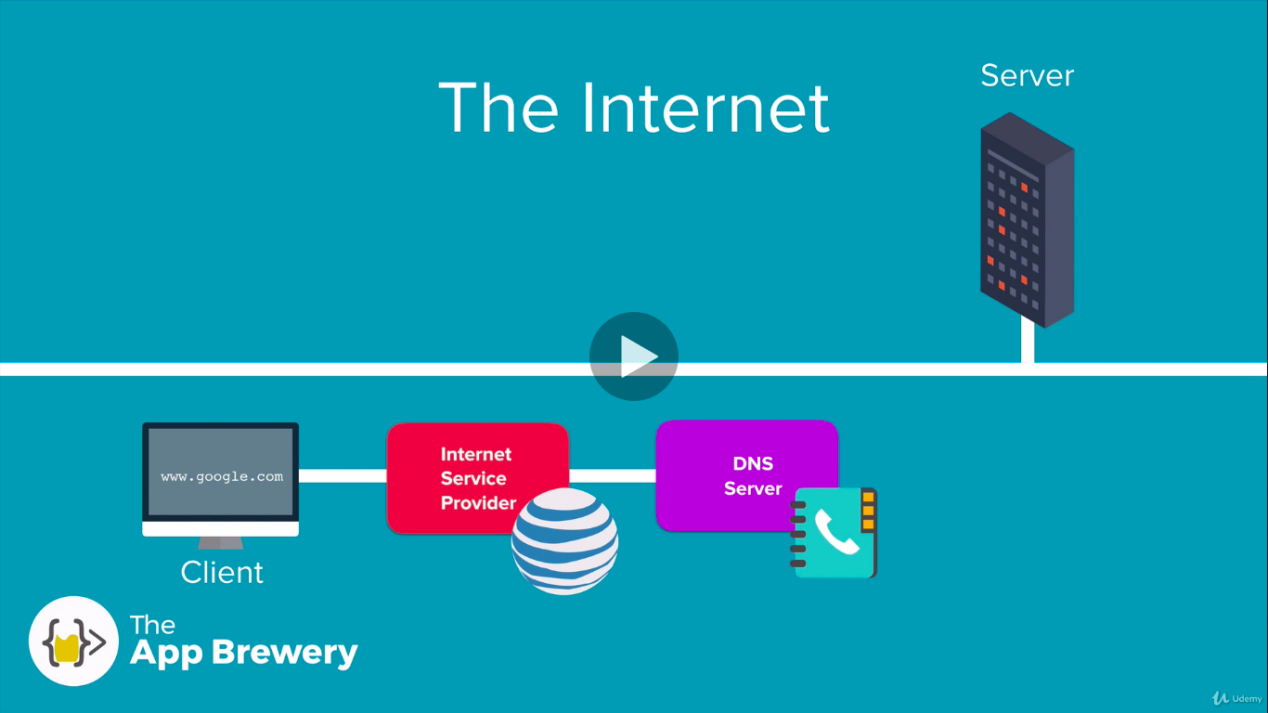 The Internet
Server
www.google.com
Internet
Service
Provider
DNS
Server
Client
The
App Brewery
Udemy